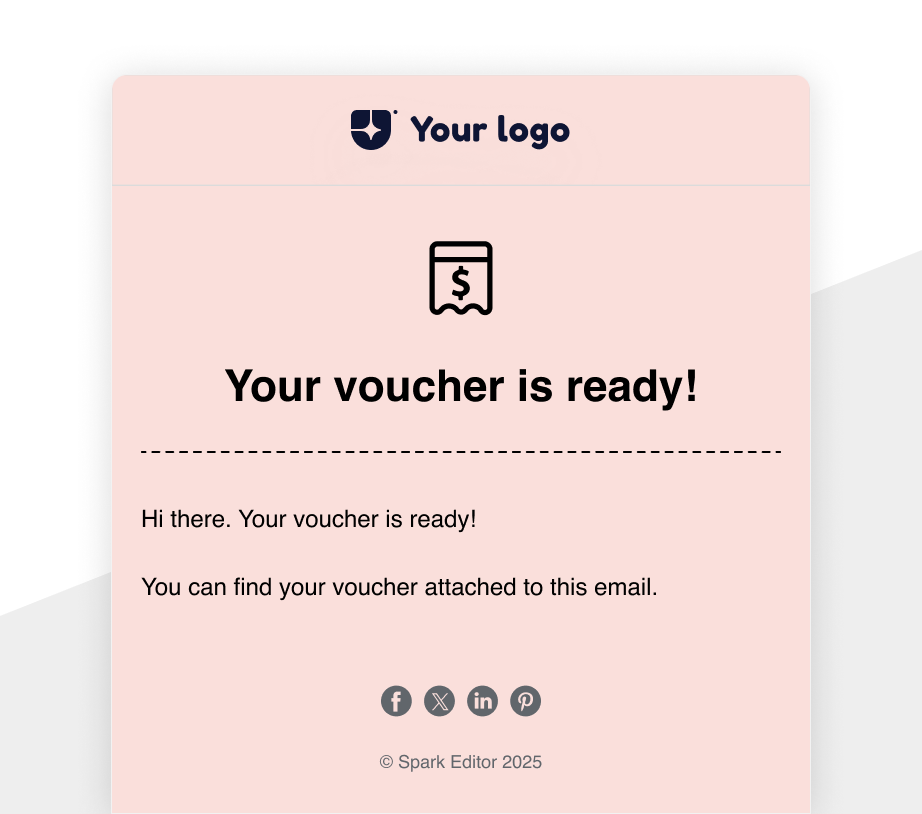 Your logo
$
Your voucher is ready!
Hi there. Your voucher is ready!
You can find your voucher attached to this email.
© Spark Editor 2025